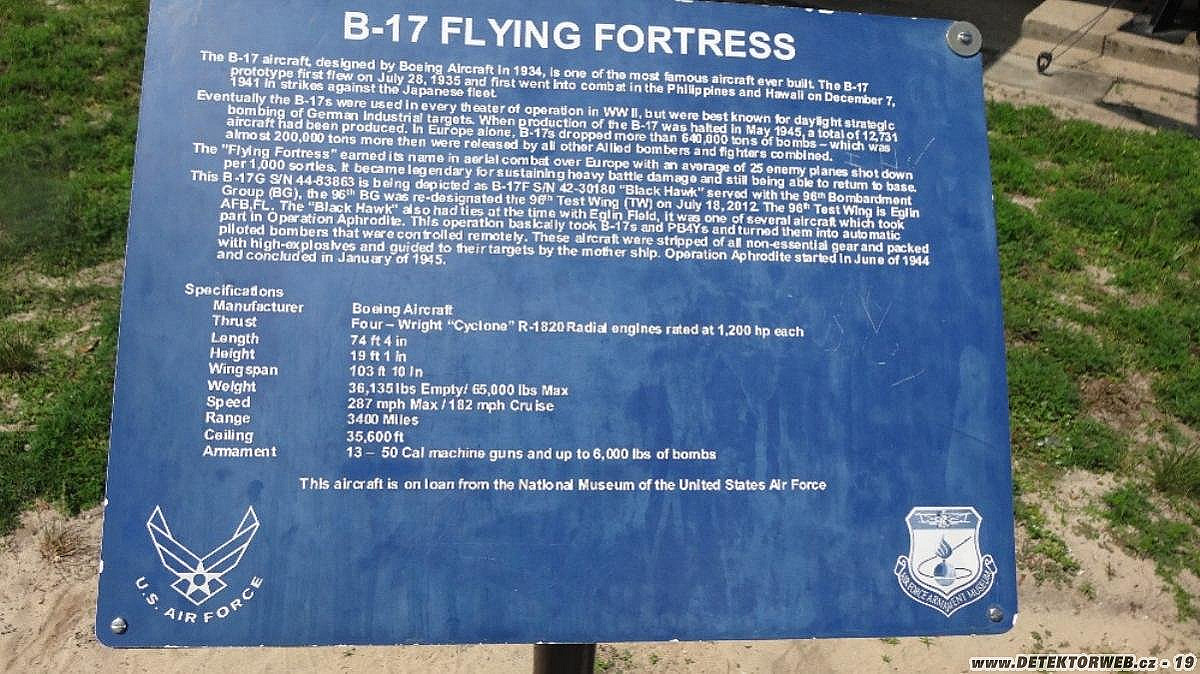 B-17 FLYING FORTRESS
The B-17 aircraft, designed by Boeing Aircraft in 1934, is one of the most famous aircraft ever built. The B-17
prototype first flew on July 28, 1935 and first went into combat in the Philippines and Hawaii on December 7,
1941 in strikes against the Japanese fleet.
Eventually the B-17s were used in every theater of operation in WW II, but were best known for daylight strategic
bombing of German industrial targets. When production of the B-17 was halted in May 1945, a total of 12,731
aircraft had been produced. In Europe alone, B-17s dropped more than 640,000 tons of bombs – which was
almost 200,000 tons more then were released by all other Allied bombers and fighters combined.
The "Flying Fortress" earned its name in aerial combat over Europe with an average of 25 enemy planes shot down
per 1,000 sorties. It became legendary for sustaining heavy battle damage and still being able to return to base.
This B-17G S/N 44-83863 is being depicted as B-17F S/N 42-30180 "Black Hawk" served with the 96th Bombardment
Group (BG), the 96th BG was re-designated the 96th Test Wing (TW) on July 18, 2012. The 96th Test Wing is Eglin
AFB,FL. The "Black Hawk" also had ties at the time with Eglin Field, it was one of several aircraft which took
part in Operation Aphrodite. This operation basically took B-17s and PB4Ys and turned them into automatic
piloted bombers that were controlled remotely. These aircraft were stripped of all non-essential gear and packed
with high-explosives and guided to their targets by the mother ship. Operation Aphrodite started in June of 1944
and concluded in January of 1945.
Specifications
Manufacturer Boeing Aircraft
Thrust Four – Wright "Cyclone" R-1820 Radial engines rated at 1,200 hp each
Length 74 ft 4 in
Height 19 ft 1 in
Wingspan 103 ft 10 in
Weight 36,135 lbs Empty/ 65,000 lbs Max
Speed 287 mph Max / 182 mph Cruise
Range 3400 Miles
Ceiling 35,600 ft
Armament 13 – 50 Cal machine guns and up to 6,000 lbs of bombs
This aircraft is on loan from the National Museum of the United States Air Force
U.S. AIR FORCE
AIR FORCE ARMAMENT MUSEUM
www.DETEKTORWEB.cz - 19